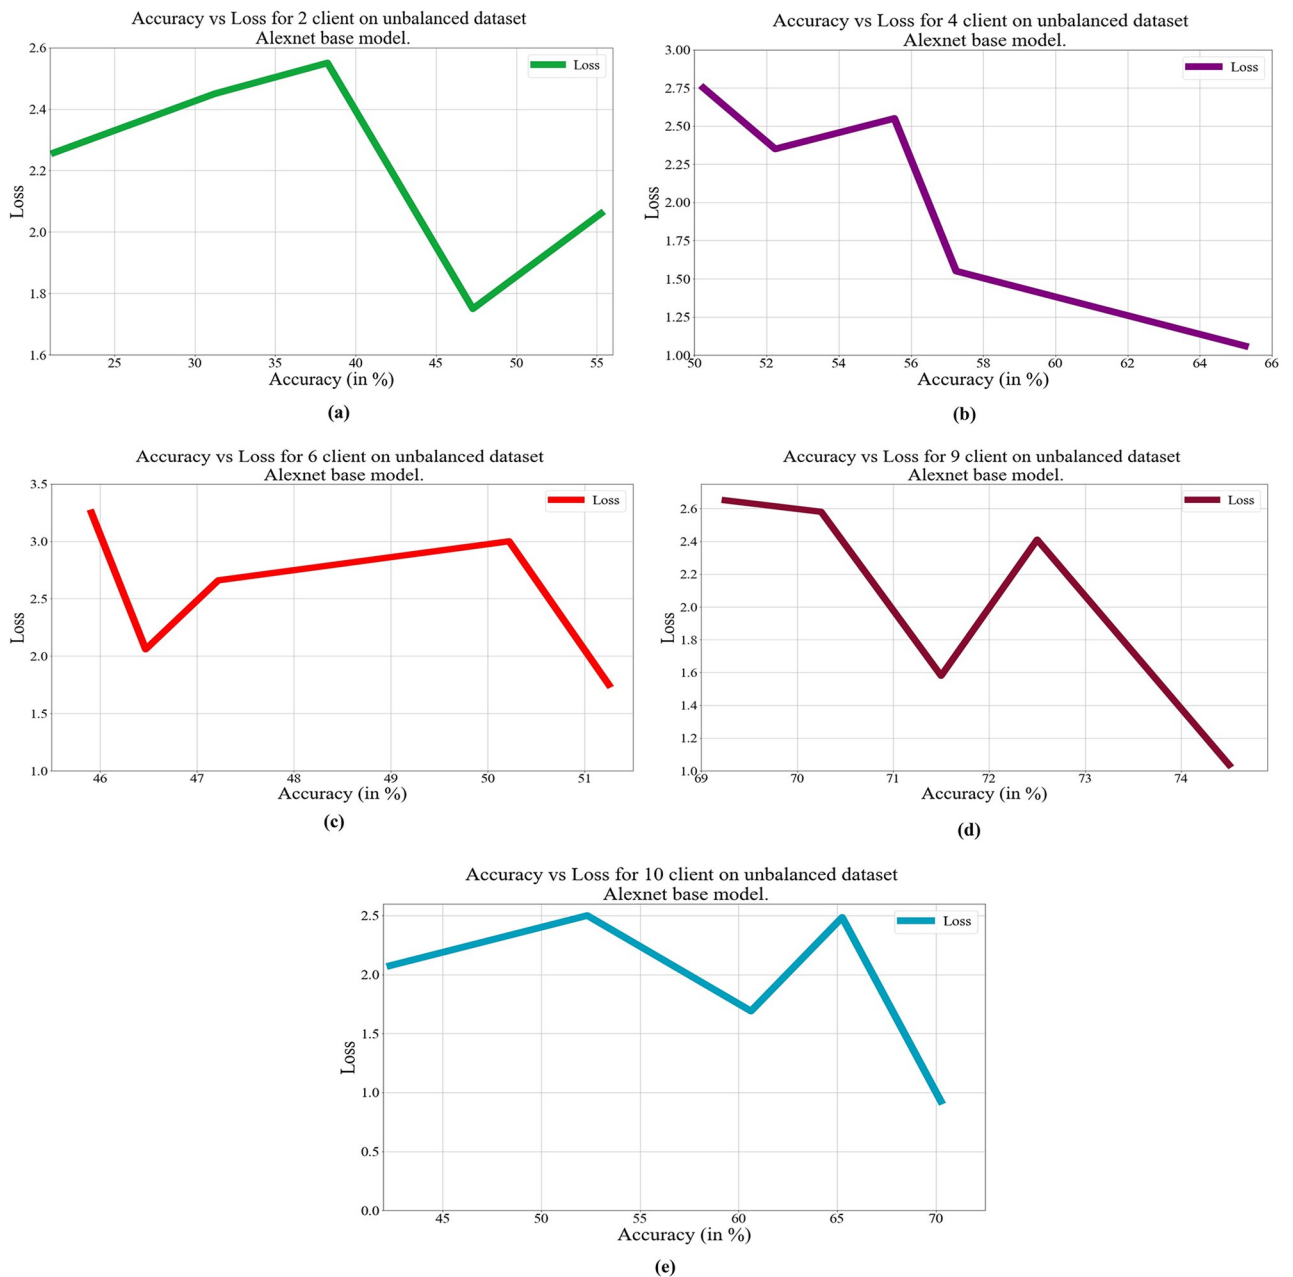 Accuracy vs Loss for 2 client on unbalanced dataset
Alexnet base model.
Loss
2.6
2.4
2.2
2.0
1.8
1.6
Loss
25 30 35 40 45 50 55
Accuracy (in %)
(a)
Accuracy vs Loss for 4 client on unbalanced dataset
Alexnet base model.
Loss
3.00
2.75
2.50
2.25
2.00
1.75
1.50
1.25
1.00
Loss
50 52 54 56 58 60 62 64 66
Accuracy (in %)
(b)
Accuracy vs Loss for 6 client on unbalanced dataset
Alexnet base model.
Loss
3.5
3.0
2.5
2.0
1.5
1.0
Loss
46 47 48 49 50 51
Accuracy (in %)
(c)
Accuracy vs Loss for 9 client on unbalanced dataset
Alexnet base model.
Loss
2.6
2.4
2.2
2.0
1.8
1.6
1.4
1.2
1.0
Loss
69 70 71 72 73 74
Accuracy (in %)
(d)
Accuracy vs Loss for 10 client on unbalanced dataset
Alexnet base model.
Loss
2.5
2.0
1.5
1.0
0.5
0.0
Loss
45 50 55 60 65 70
Accuracy (in %)
(e)